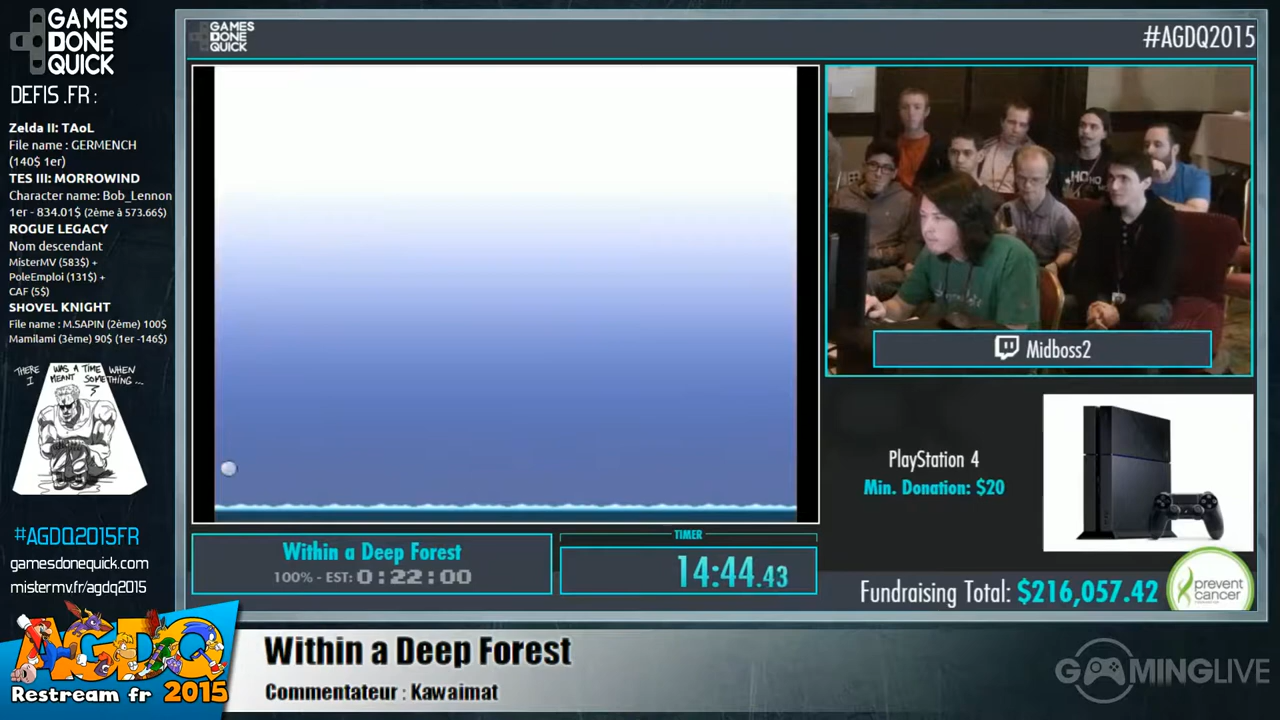 GAMES
DONE
QUICK
DEFIS .FR :
Zelda II: TAoL
File name : GERMENCH
(140$ 1er)
TES III: MORROWIND
Character name: Bob_Lennon
1er - 834.01$ (2ème à 573.66$)
ROGUE LEGACY
Nom descendant
MisterMV (583$) +
PoleEmploi (131$) +
CAF (5$)
SHOVEL KNIGHT
File name : M.SAPIN (2ème) 100$
Mamilami (3ème) 90$ (1er -146$)
THERE WAS A TIME WHEN
I MEANT SOMETHING...
#AGDQ2015FR
gamesdonequick.com
mistermv.fr/agdq2015
AGDQ
Restream fr 2015
GAMES
DONE
QUICK
#AGDQ2015
HO
Midboss2
PlayStation 4
Min. Donation: $20
Within a Deep Forest
100% - EST: 0:22:00
TIMER
14:44.43
Fundraising Total: $216,057.42
prevent
cancer
Within a Deep Forest
Commentateur : Kawaimat
GAMINGLIVE